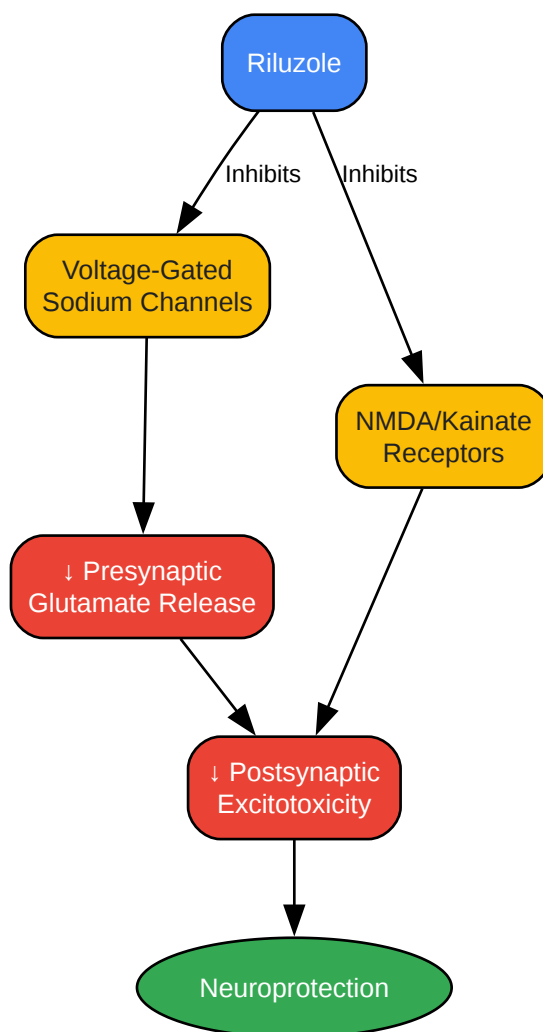 Riluzole
Inhibits
Inhibits
Voltage-Gated
Sodium Channels
NMDA/Kainate
Receptors
↓ Presynaptic
Glutamate Release
↓ Postsynaptic
Excitotoxicity
Neuroprotection